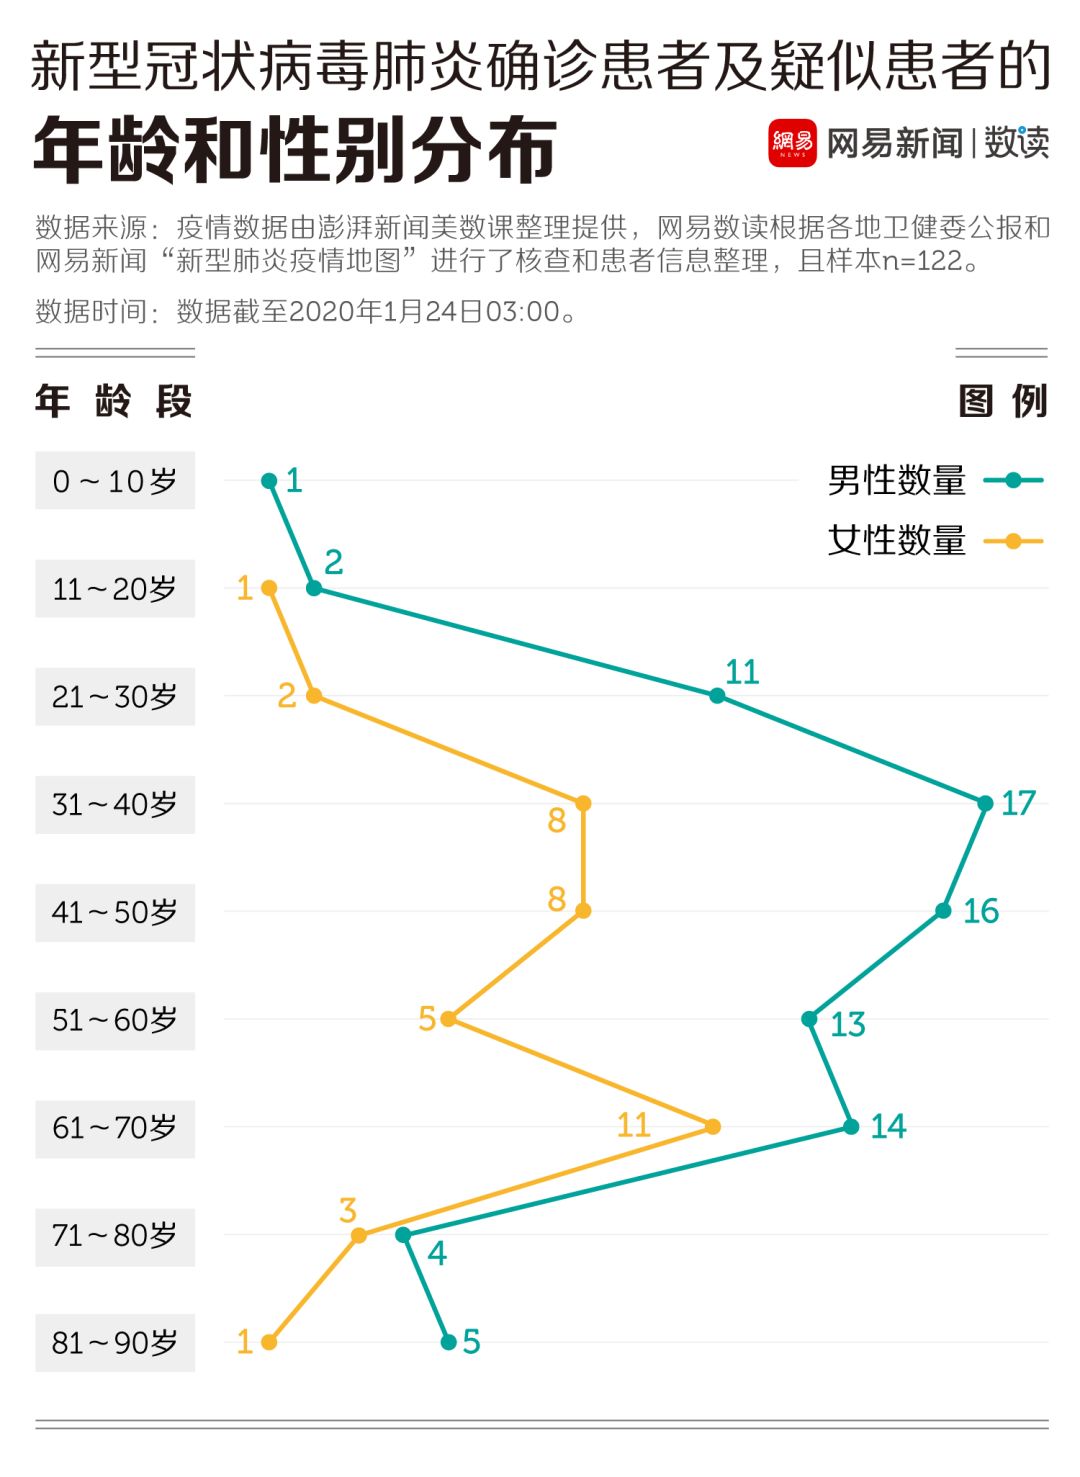 新型冠状病毒肺炎确诊患者及疑似患者的
年龄和性别分布
網易
NEWS
网易新闻 | 数读
数据来源：疫情数据由澎湃新闻美数课整理提供，网易数读根据各地卫健委公报和
网易新闻“新型肺炎疫情地图”进行了核查和患者信息整理，且样本n=122。
数据时间：数据截至2020年1月24日03:00。
年龄段
图例
0～10岁
1
男性数量
女性数量
2
11～20岁
1
11
21～30岁
2
31～40岁
8
17
41～50岁
8
16
51～60岁
5
13
61～70岁
11
14
3
71～80岁
4
81～90岁
1
5